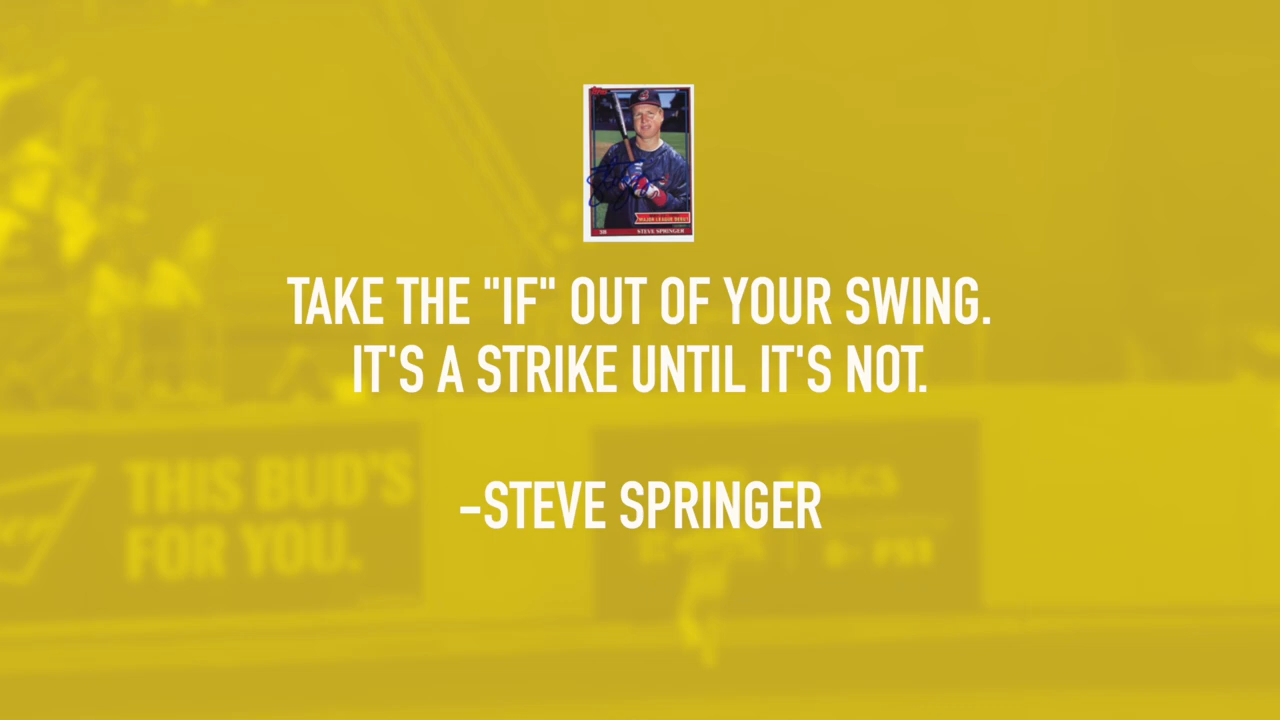 Topps
MAJOR LEAGUE DEBUT
STEVE SPRINGER
TAKE THE "IF" OUT OF YOUR SWING.
IT'S A STRIKE UNTIL IT'S NOT.
THIS BUD'S
FOR YOU.
-STEVE SPRINGER